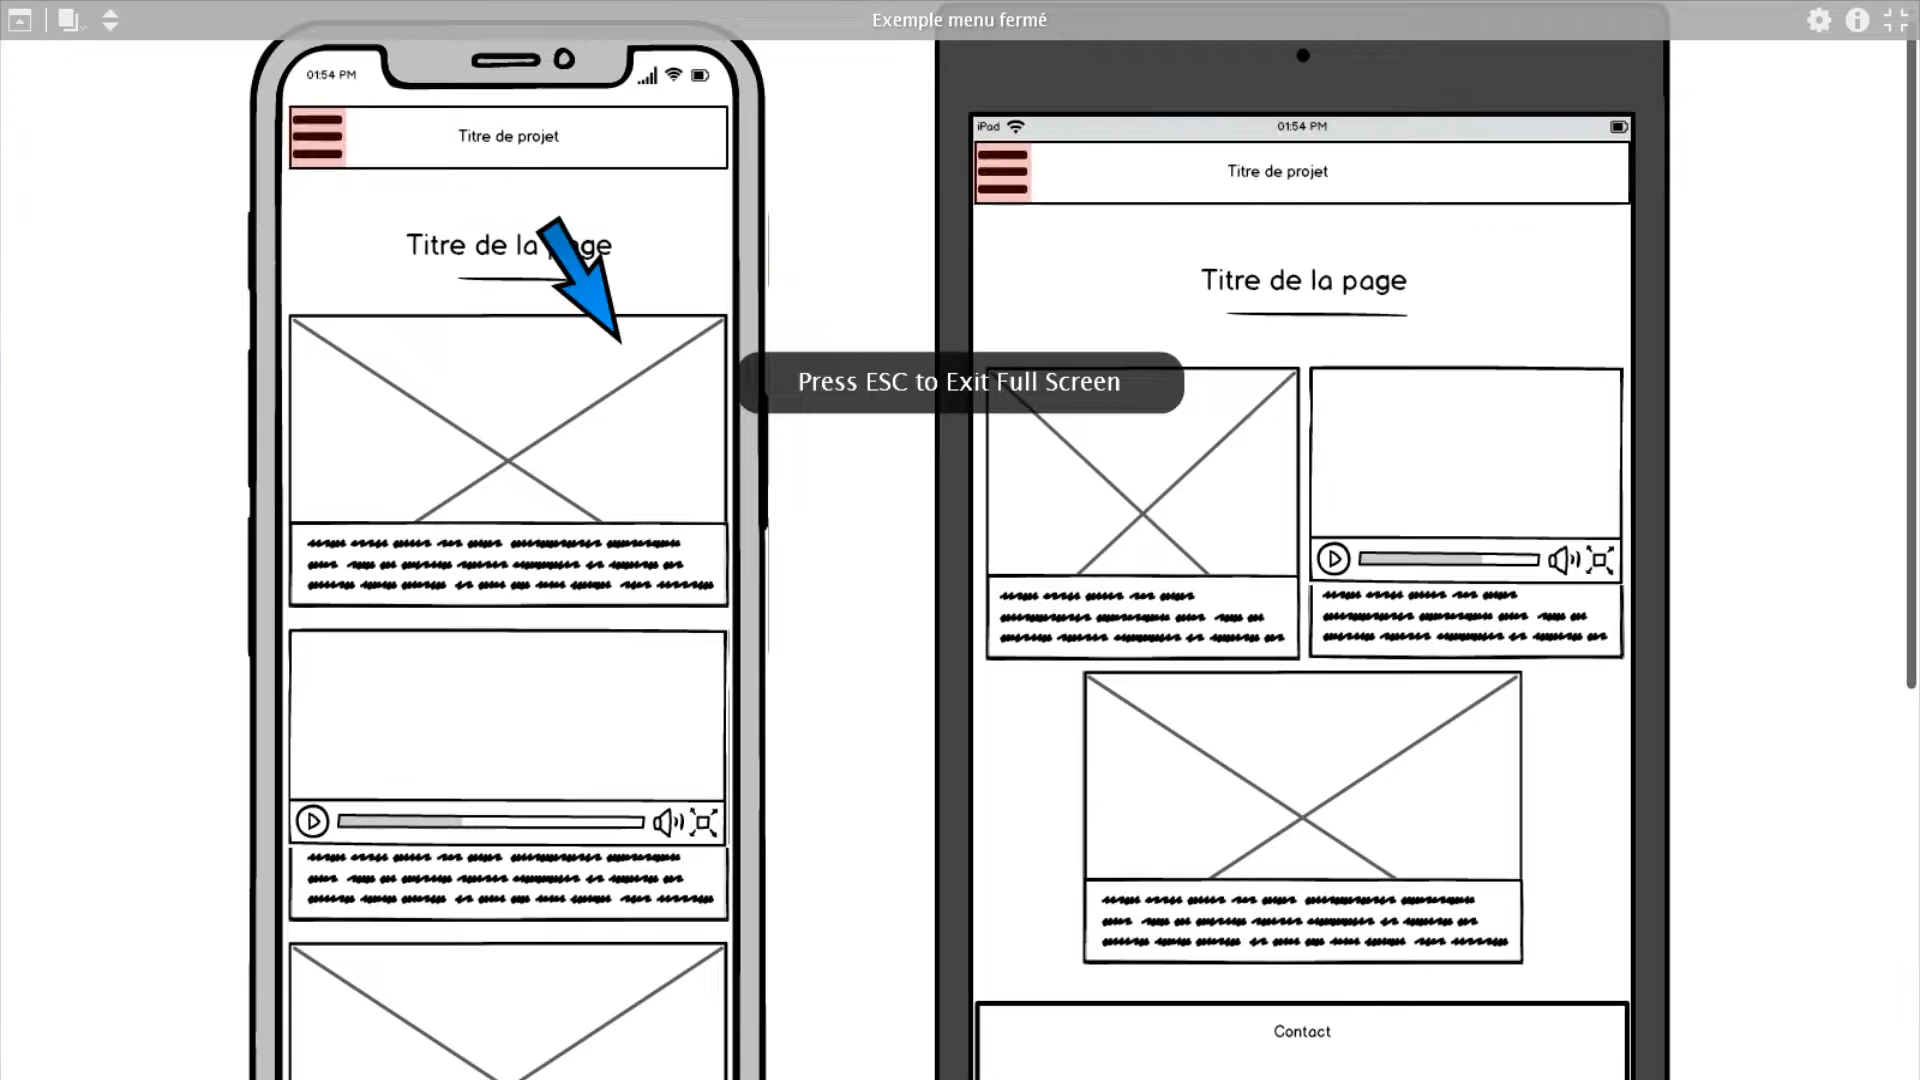 Exemple menu fermé
01:54 PM
Titre de projet
Titre de la page
iPad
01:54 PM
Titre de projet
Titre de la page
Press ESC to Exit Full Screen
Contact